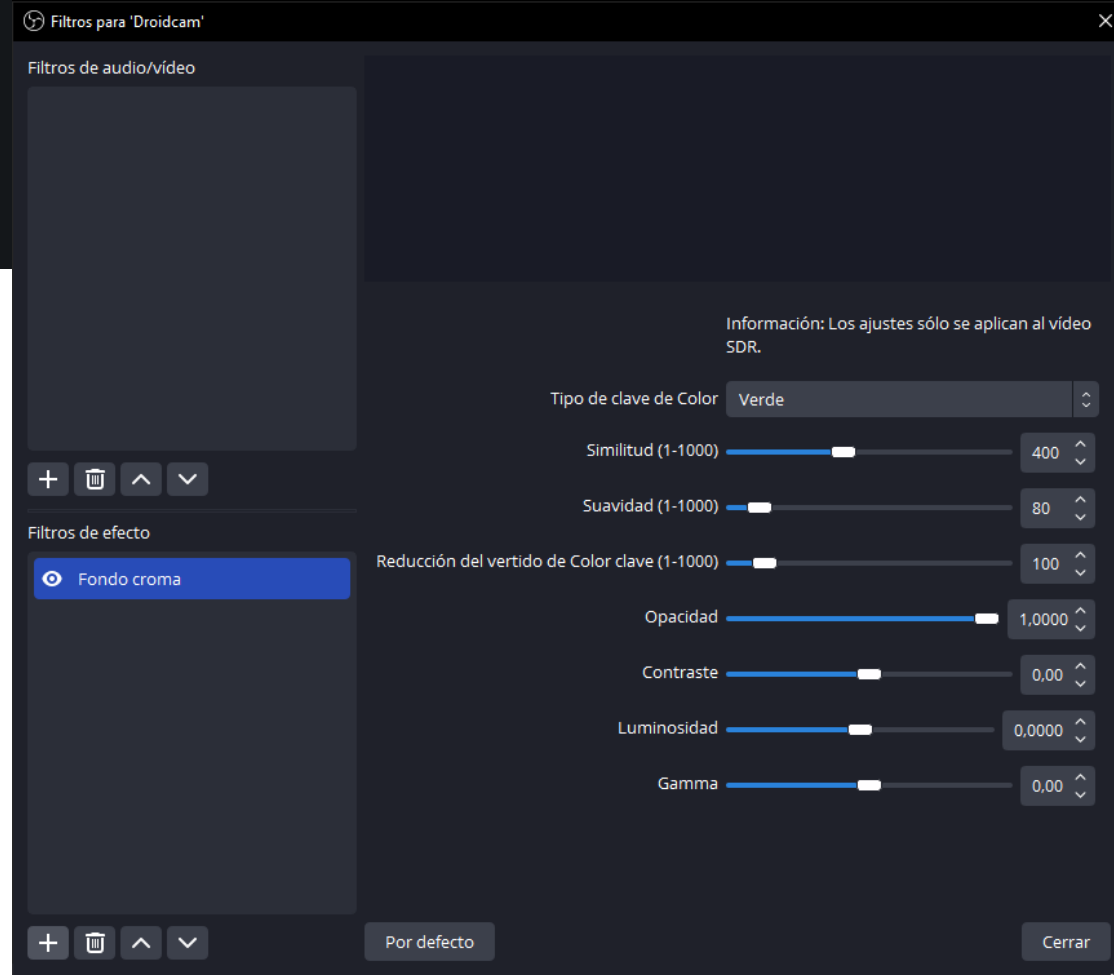 Filtros para 'Droidcam'
Filtros de audio/vídeo
Información: Los ajustes sólo se aplican al vídeo
SDR.
Tipo de clave de Color Verde
Similitud (1-1000) 400
Suavidad (1-1000) 80
Filtros de efecto
Reducción del vertido de Color clave (1-1000) 100
Fondo croma
Opacidad 1,0000
Contraste 0,00
Luminosidad 0,0000
Gamma 0,00
Por defecto
Cerrar